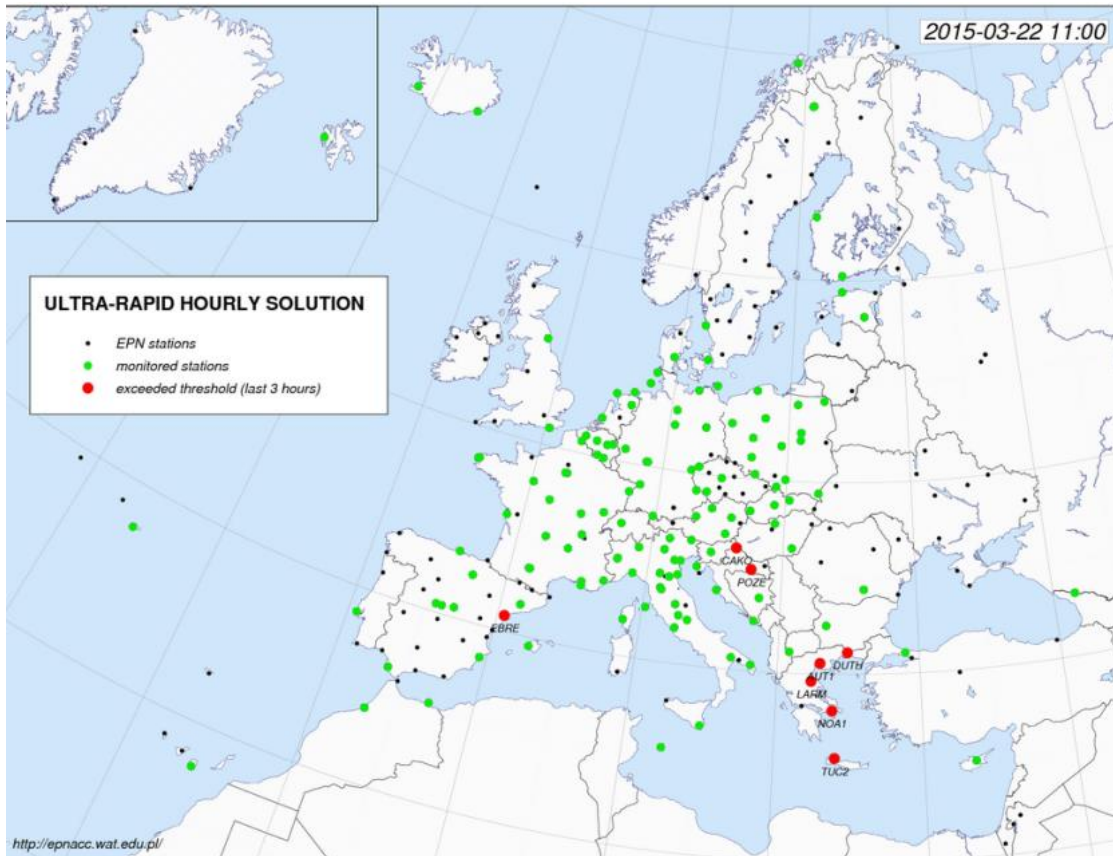 2015-03-22 11:00
ULTRA-RAPID HOURLY SOLUTION
EPN stations
monitored stations
exceeded threshold (last 3 hours)
CAKO
POZE
EBRE
DUTH
AUT1
LARM
NOA1
TUC2
http://epnacc.wat.edu.pl/